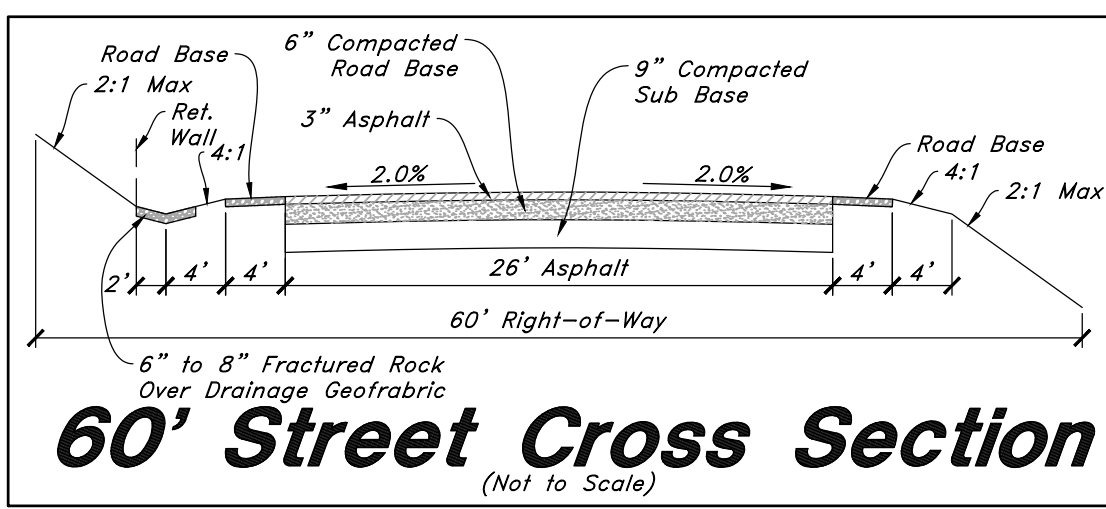 6" Compacted
Road Base
Road Base
2:1 Max
9" Compacted
Sub Base
Ret.
Wall
3" Asphalt
4:1
Road Base
4:1
2:1 Max
2.0%
2.0%
2'
4'
4'
26' Asphalt
4'
4'
60' Right-of-Way
6" to 8" Fractured Rock
Over Drainage Geofrabric
60' Street Cross Section
(Not to Scale)